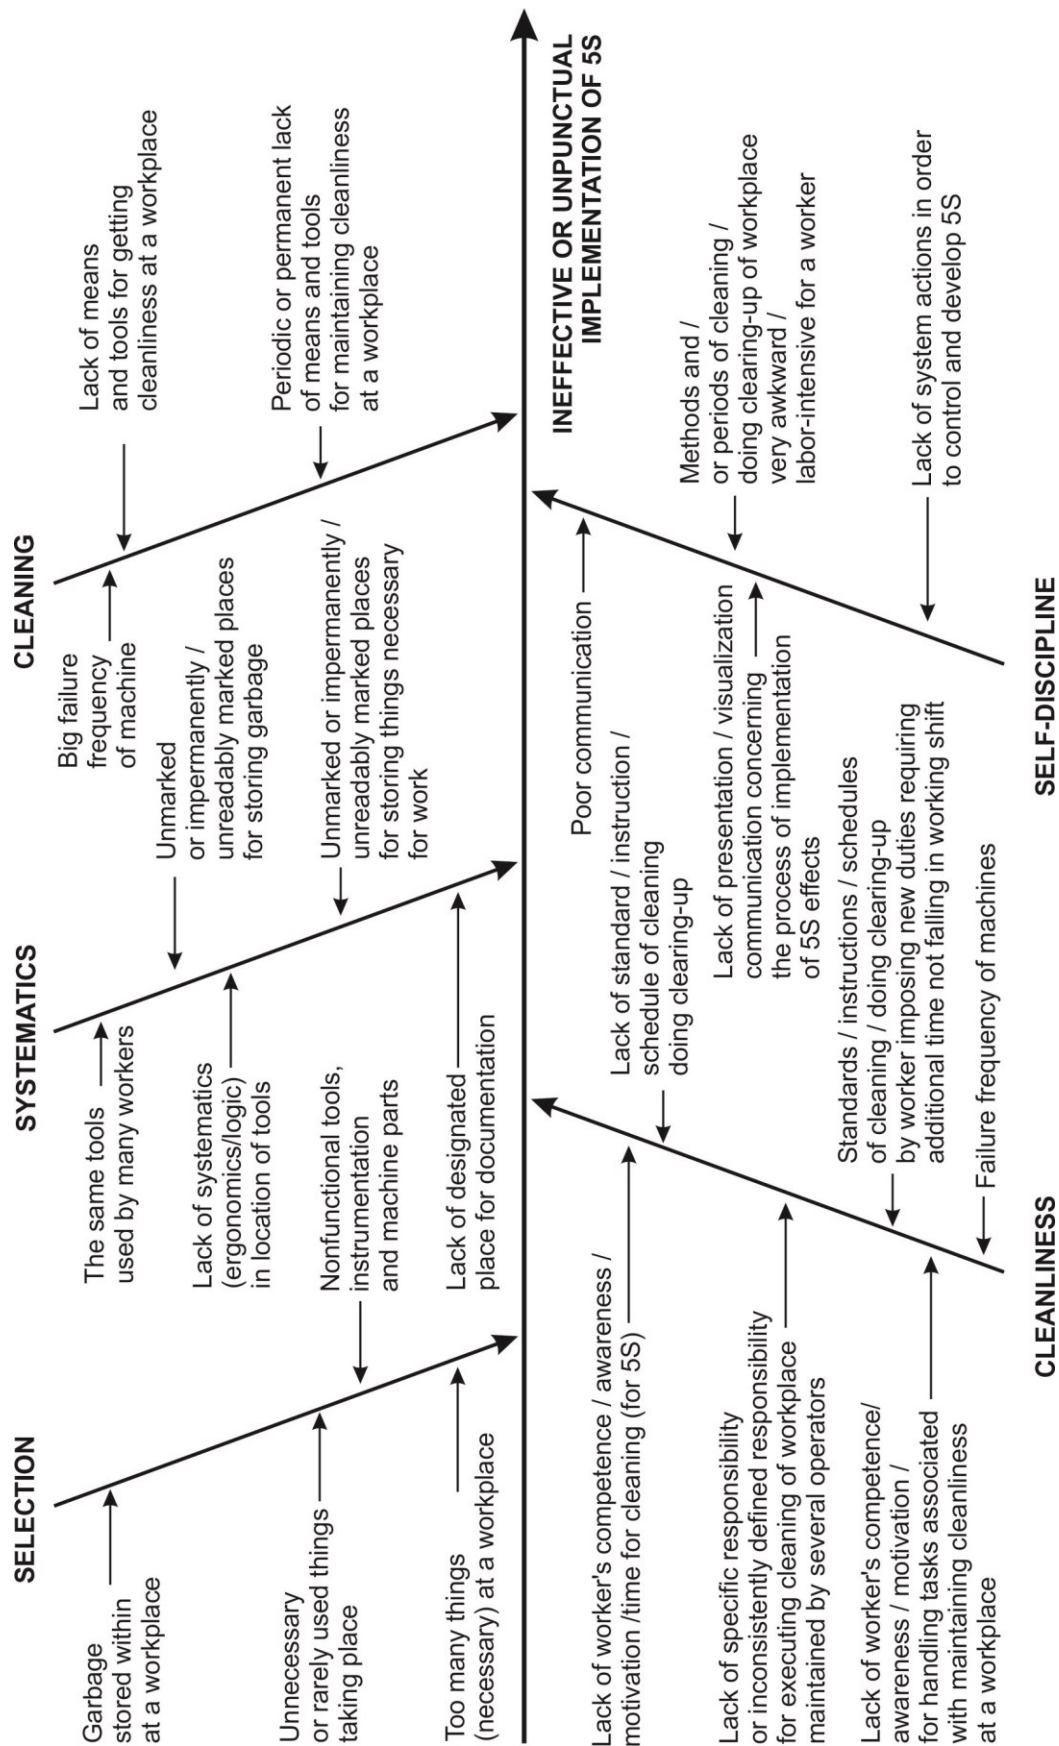 SELECTION
Garbage
stored within
at a workplace
Unnecessary
or rarely used things
taking place
Nonfunctional tools,
instrumentation
and machine parts
Too many things
(necessary) at a workplace
SYSTEMATICS
The same tools
used by many workers
Unmarked
or impermanently /
unreadably marked places
for storing garbage
Lack of systematics
(ergonomics/logic)
in location of tools
Unmarked or impermanently /
unreadably marked places
for storing things necessary
for work
Lack of designated
place for documentation
CLEANING
Big failure
frequency
of machine
Lack of means
and tools for getting
cleanliness at a workplace
Periodic or permanent lack
of means and tools
for maintaining cleanliness
at a workplace
INEFFECTIVE OR UNPUNCTUAL
IMPLEMENTATION OF 5S
Lack of worker's competence / awareness /
motivation /time for cleaning (for 5S)
Lack of standard / instruction /
schedule of cleaning
doing clearing-up
Lack of specific responsibility
or inconsistently defined responsibility
for executing cleaning of workplace
maintained by several operators
Standards / instructions / schedules
of cleaning / doing clearing-up
by worker imposing new duties requiring
additional time not falling in working shift
Lack of worker's competence/
awareness / motivation /
for handling tasks associated
with maintaining cleanliness
at a workplace
Failure frequency of machines
CLEANLINESS
Poor communication
Methods and /
or periods of cleaning /
doing clearing-up of workplace
very awkward /
labor-intensive for a worker
Lack of presentation / visualization
communication concerning
the process of implementation
of 5S effects
Lack of system actions in order
to control and develop 5S
SELF-DISCIPLINE